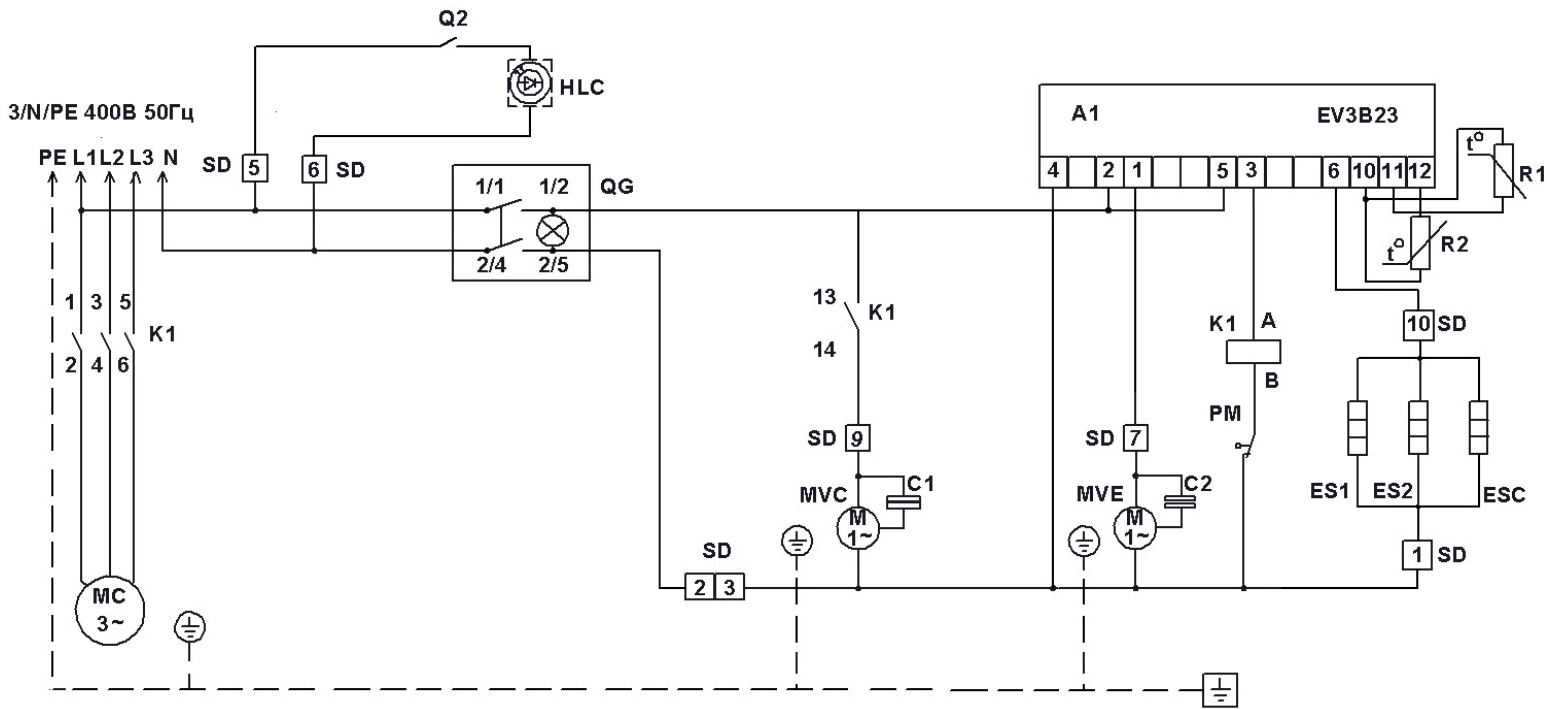 Q2
HLC
3/N/PE 400В 50Гц
A1 EV3B23
PE L1 L2 L3 N
SD 5 6 SD
4 2 1 5 3 6 10 11 12
t° R1
1/1 1/2 QG
2/4 2/5
t° R2
1 3 5
K1
2 4 6
13
K1
14
K1 A
B
10 SD
PM
SD 9
SD 7
MVC C1
M
1~
MVE C2
M
1~
ES1 ES2 ESC
SD
2 3
1 SD
MC
3~